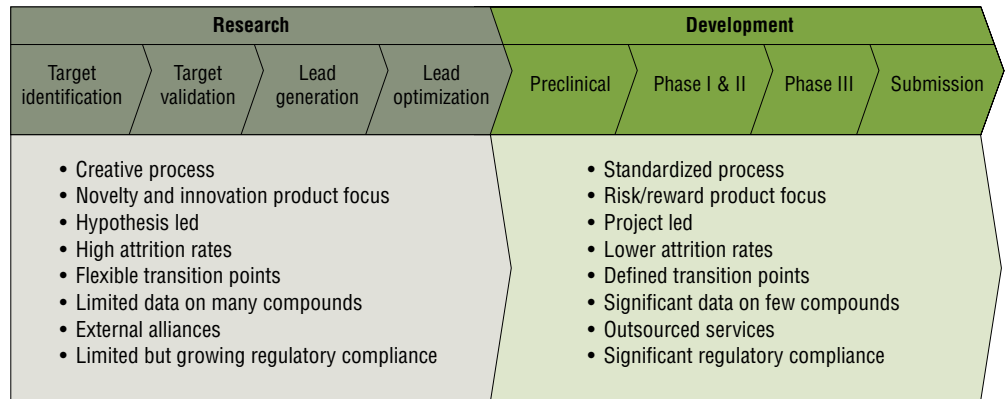 Research
Development
Target
identification
Target
validation
Lead
generation
Lead
optimization
Preclinical
Phase I & II
Phase III
Submission
• Creative process
• Novelty and innovation product focus
• Hypothesis led
• High attrition rates
• Flexible transition points
• Limited data on many compounds
• External alliances
• Limited but growing regulatory compliance
• Standardized process
• Risk/reward product focus
• Project led
• Lower attrition rates
• Defined transition points
• Significant data on few compounds
• Outsourced services
• Significant regulatory compliance